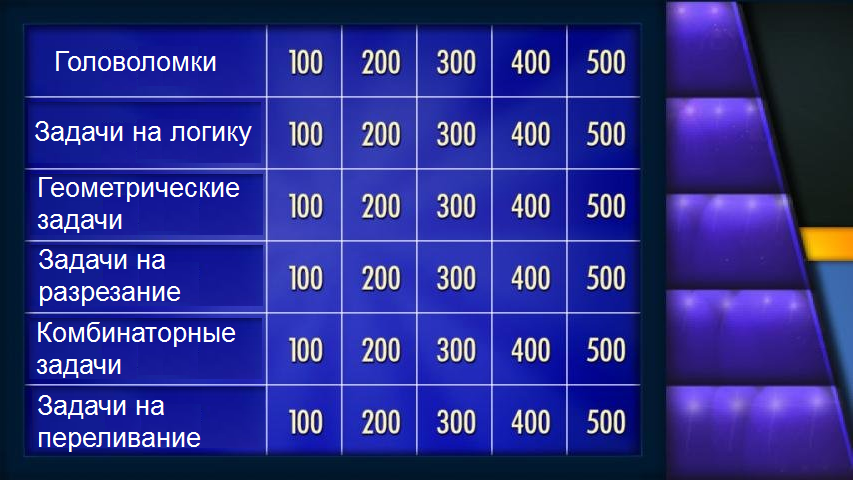 Головоломки 100 200 300 400 500
Задачи на логику 100 200 300 400 500
Геометрические
задачи 100 200 300 400 500
Задачи на
разрезание 100 200 300 400 500
Комбинаторные
задачи 100 200 300 400 500
Задачи на
переливание 100 200 300 400 500